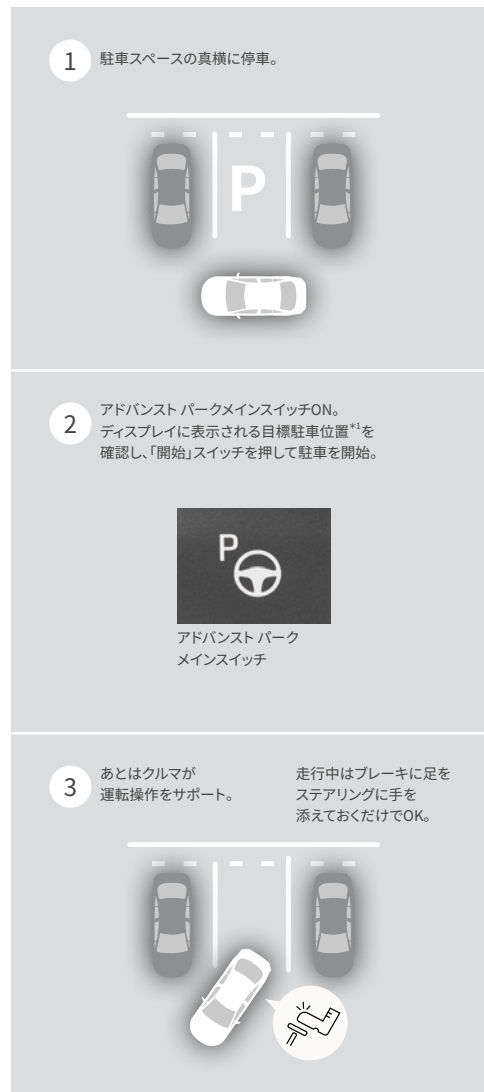 1
駐車スペースの真横に停車。
P
2
アドバンスト パークメインスイッチON。
ディスプレイに表示される目標駐車位置*1を
確認し、「開始」スイッチを押して駐車を開始。
P
アドバンスト パーク
メインスイッチ
3
あとはクルマが
運転操作をサポート。
走行中はブレーキに足を
ステアリングに手を
添えておくだけでOK。